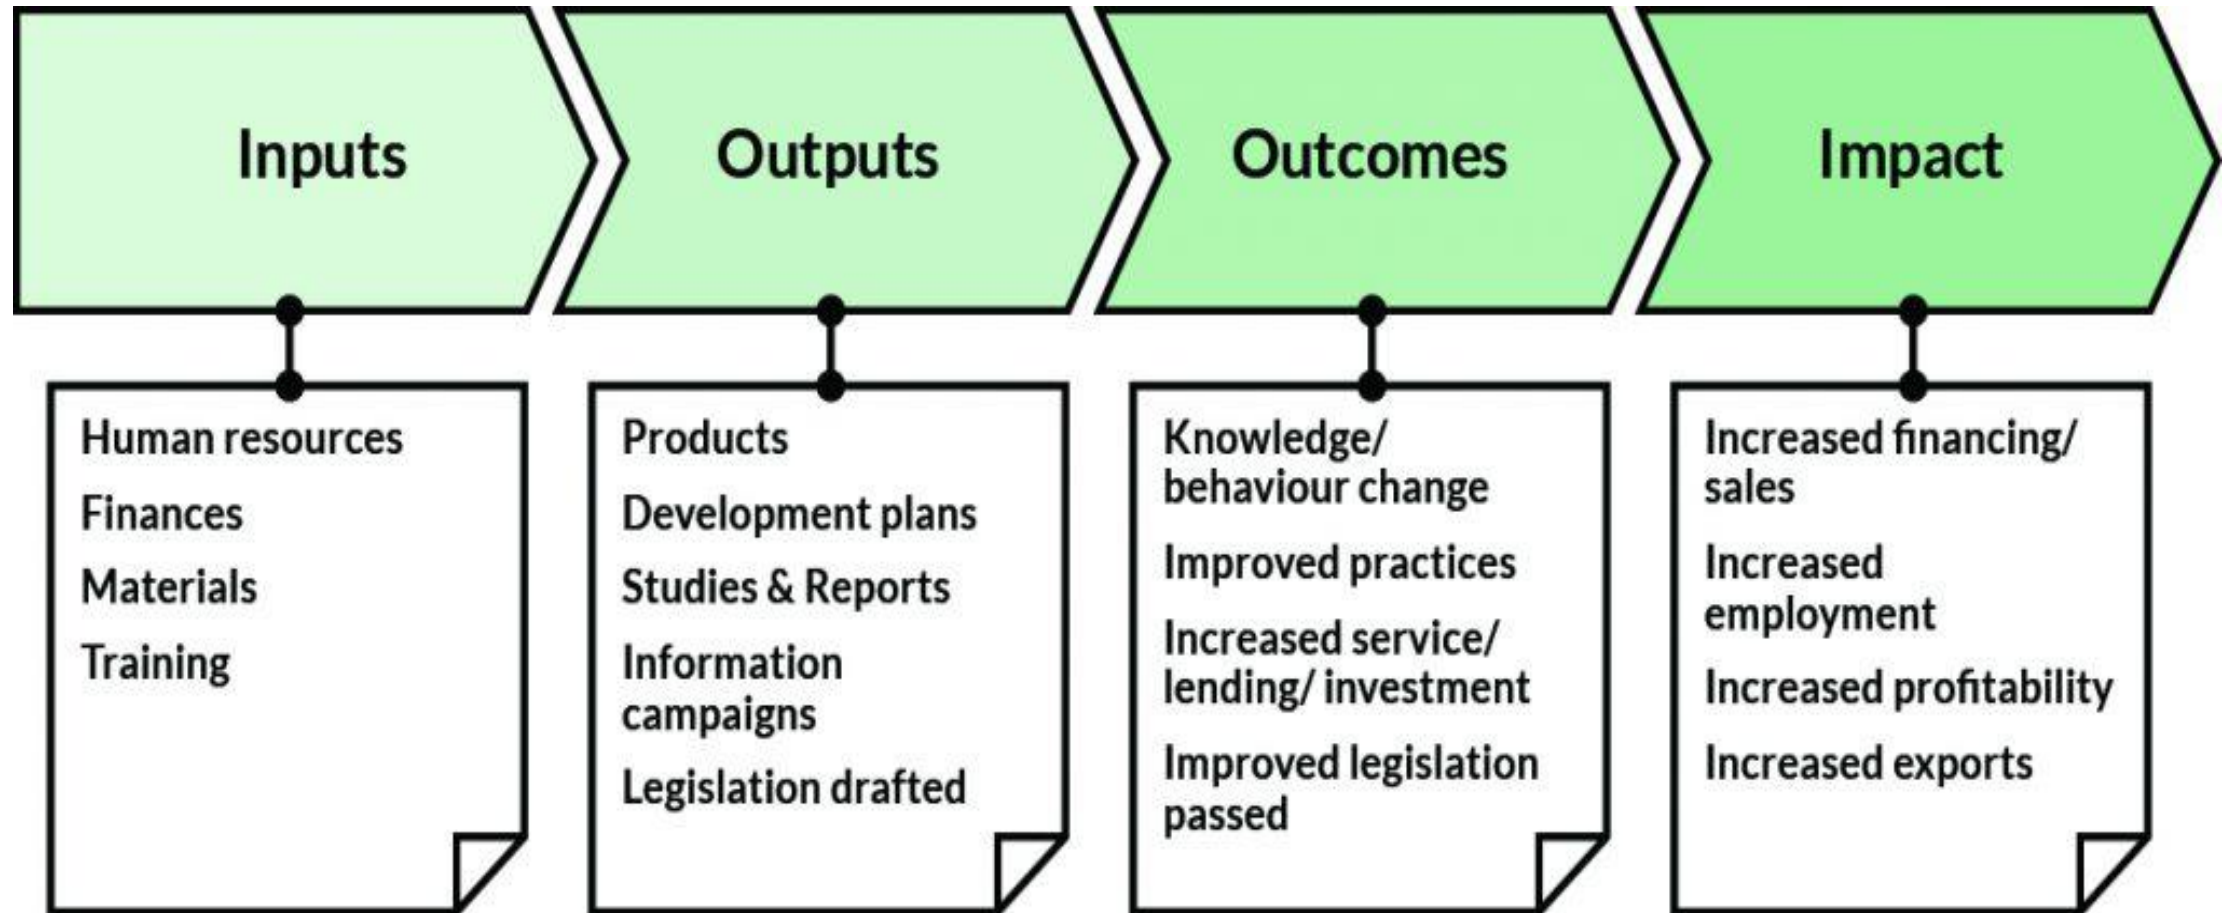 Inputs
Outputs
Outcomes
Impact
Human resources
Finances
Materials
Training
Products
Development plans
Studies & Reports
Information
campaigns
Legislation drafted
Knowledge/
behaviour change
Improved practices
Increased service/
lending/ investment
Improved legislation
passed
Increased financing/
sales
Increased
employment
Increased profitability
Increased exports